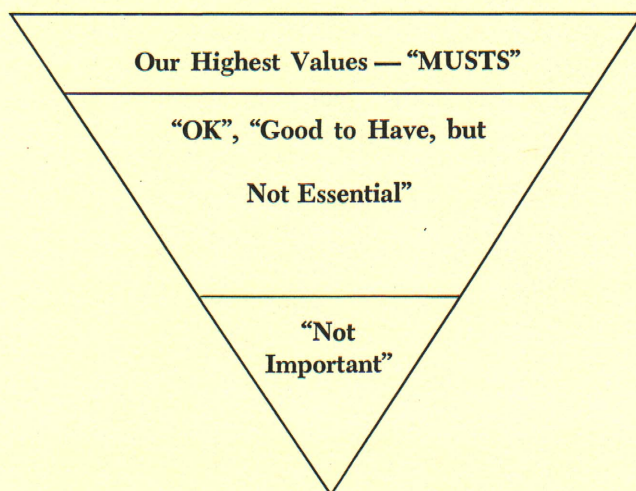 Our Highest Values — “MUSTS”
“OK”, “Good to Have, but
Not Essential”
“Not
Important”